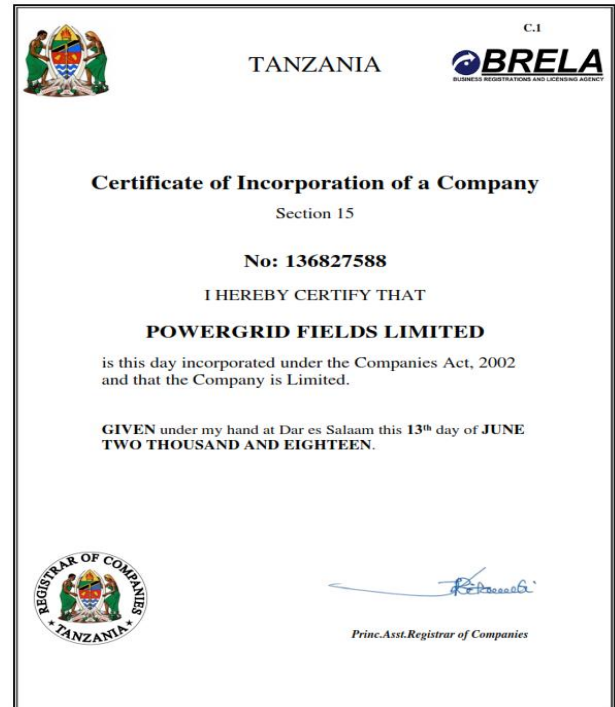 C.1
TANZANIA
BRELA
BUSINESS REGISTRATIONS AND LICENSING AGENCY
Certificate of Incorporation of a Company
Section 15
No: 136827588
I HEREBY CERTIFY THAT
POWERGRID FIELDS LIMITED
is this day incorporated under the Companies Act, 2002
and that the Company is Limited.
GIVEN under my hand at Dar es Salaam this 13th day of JUNE
TWO THOUSAND AND EIGHTEEN.
REGISTRAR OF COMPANIES
TANZANIA
Princ.Asst.Registrar of Companies